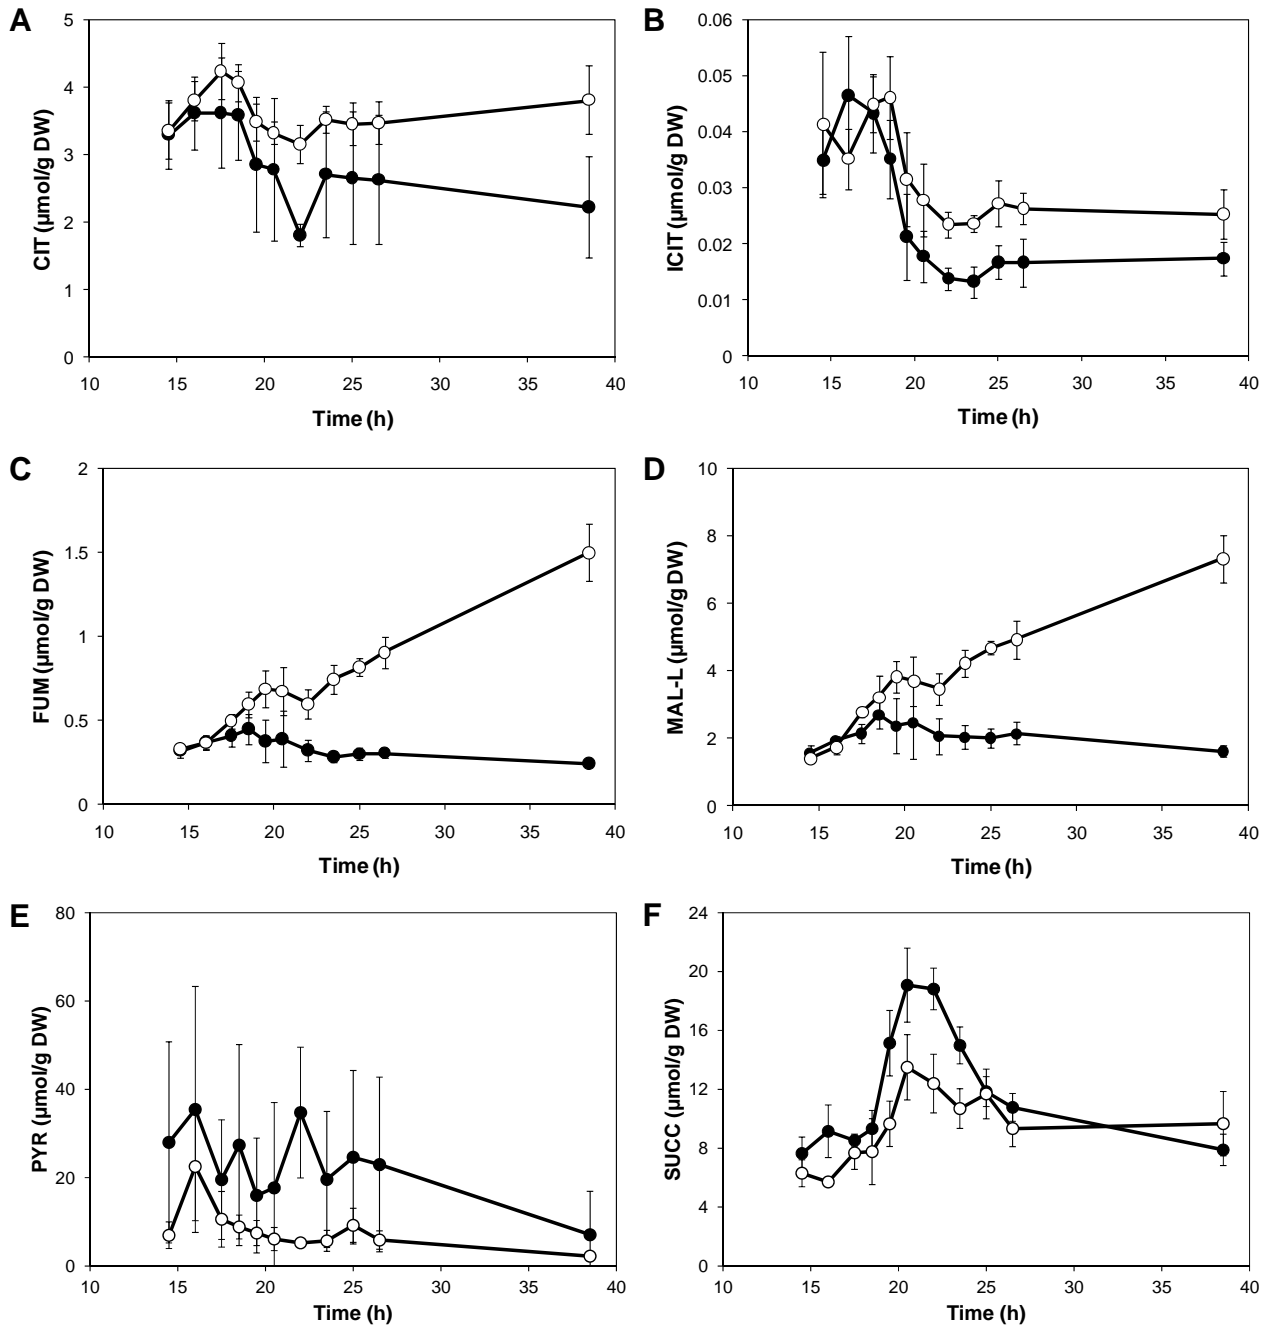 A
CIT (µmol/g DW)
5
4
3
2
1
0
10 15 20 25 30 35 40
Time (h)
B
ICIT (µmol/g DW)
0.06
0.05
0.04
0.03
0.02
0.01
0
10 15 20 25 30 35 40
Time (h)
C
FUM (µmol/g DW)
2
1.5
1
0.5
0
10 15 20 25 30 35 40
Time (h)
D
MAL-L (µmol/g DW)
10
8
6
4
2
0
10 15 20 25 30 35 40
Time (h)
E
PYR (µmol/g DW)
80
60
40
20
0
10 15 20 25 30 35 40
Time (h)
F
SUCC (µmol/g DW)
24
20
16
12
8
4
0
10 15 20 25 30 35 40
Time (h)